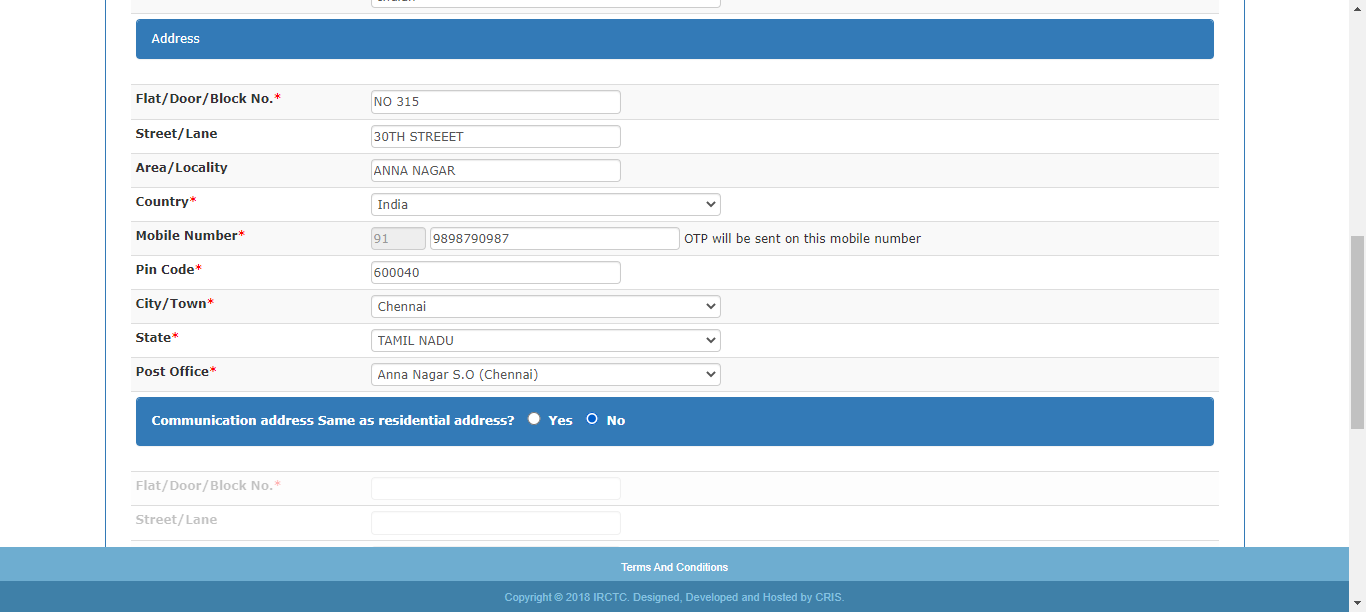 Address
Flat/Door/Block No.* NO 315
Street/Lane 30TH STREEET
Area/Locality ANNA NAGAR
Country* India
Mobile Number* 91 9898790987 OTP will be sent on this mobile number
Pin Code* 600040
City/Town* Chennai
State* TAMIL NADU
Post Office* Anna Nagar S.O (Chennai)
Communication address Same as residential address? Yes No
Flat/Door/Block No.*
Street/Lane
Terms And Conditions
Copyright © 2018 IRCTC. Designed, Developed and Hosted by CRIS.